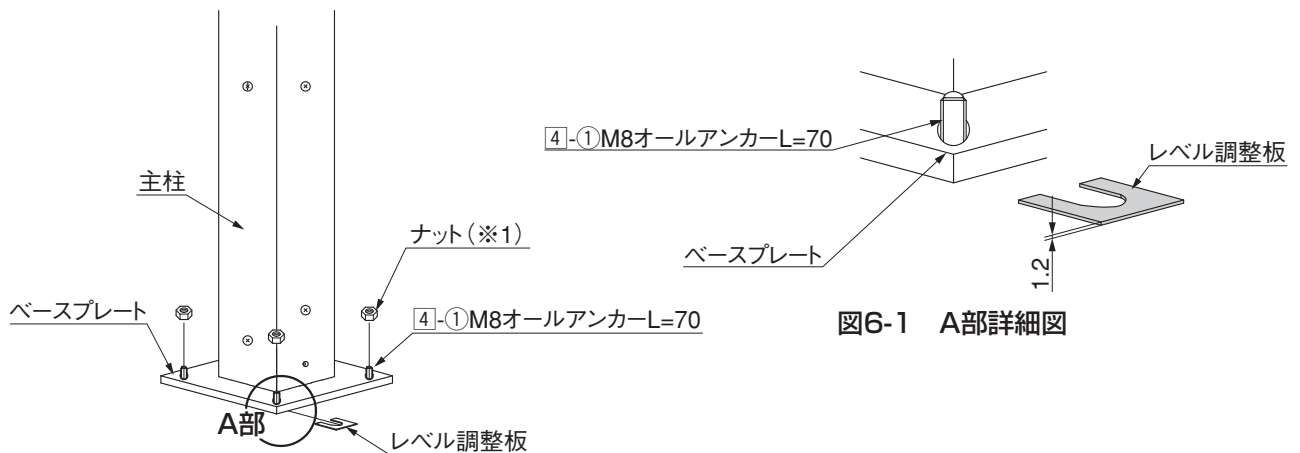 主柱
ナット（※1）
ベースプレート
4-①M8オールアンカーL=70
A部
レベル調整板
4-①M8オールアンカーL=70
レベル調整板
ベースプレート
1.2
図6-1　A部詳細図